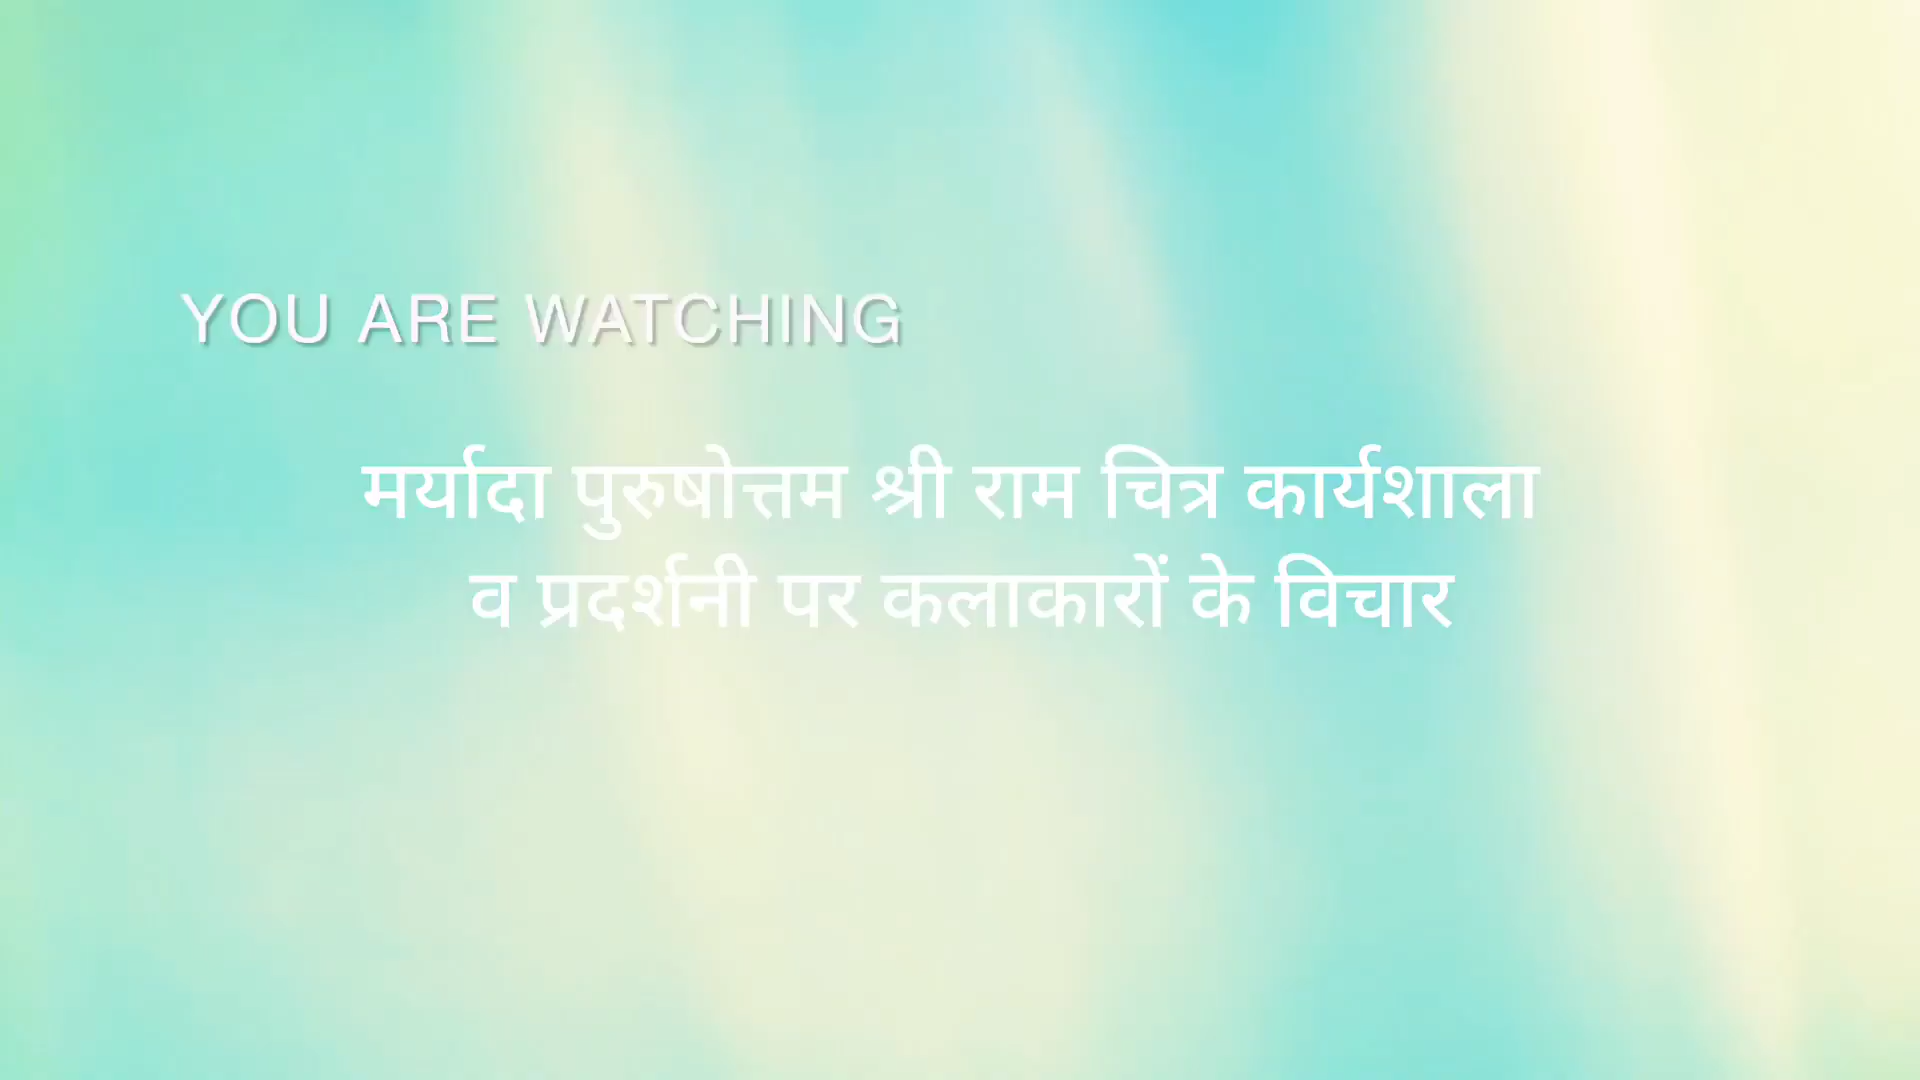 YOU ARE WATCHING
मर्यादा पुरुषोत्तम श्री राम चित्र कार्यशाला
व प्रदर्शनी पर कलाकारों के विचार